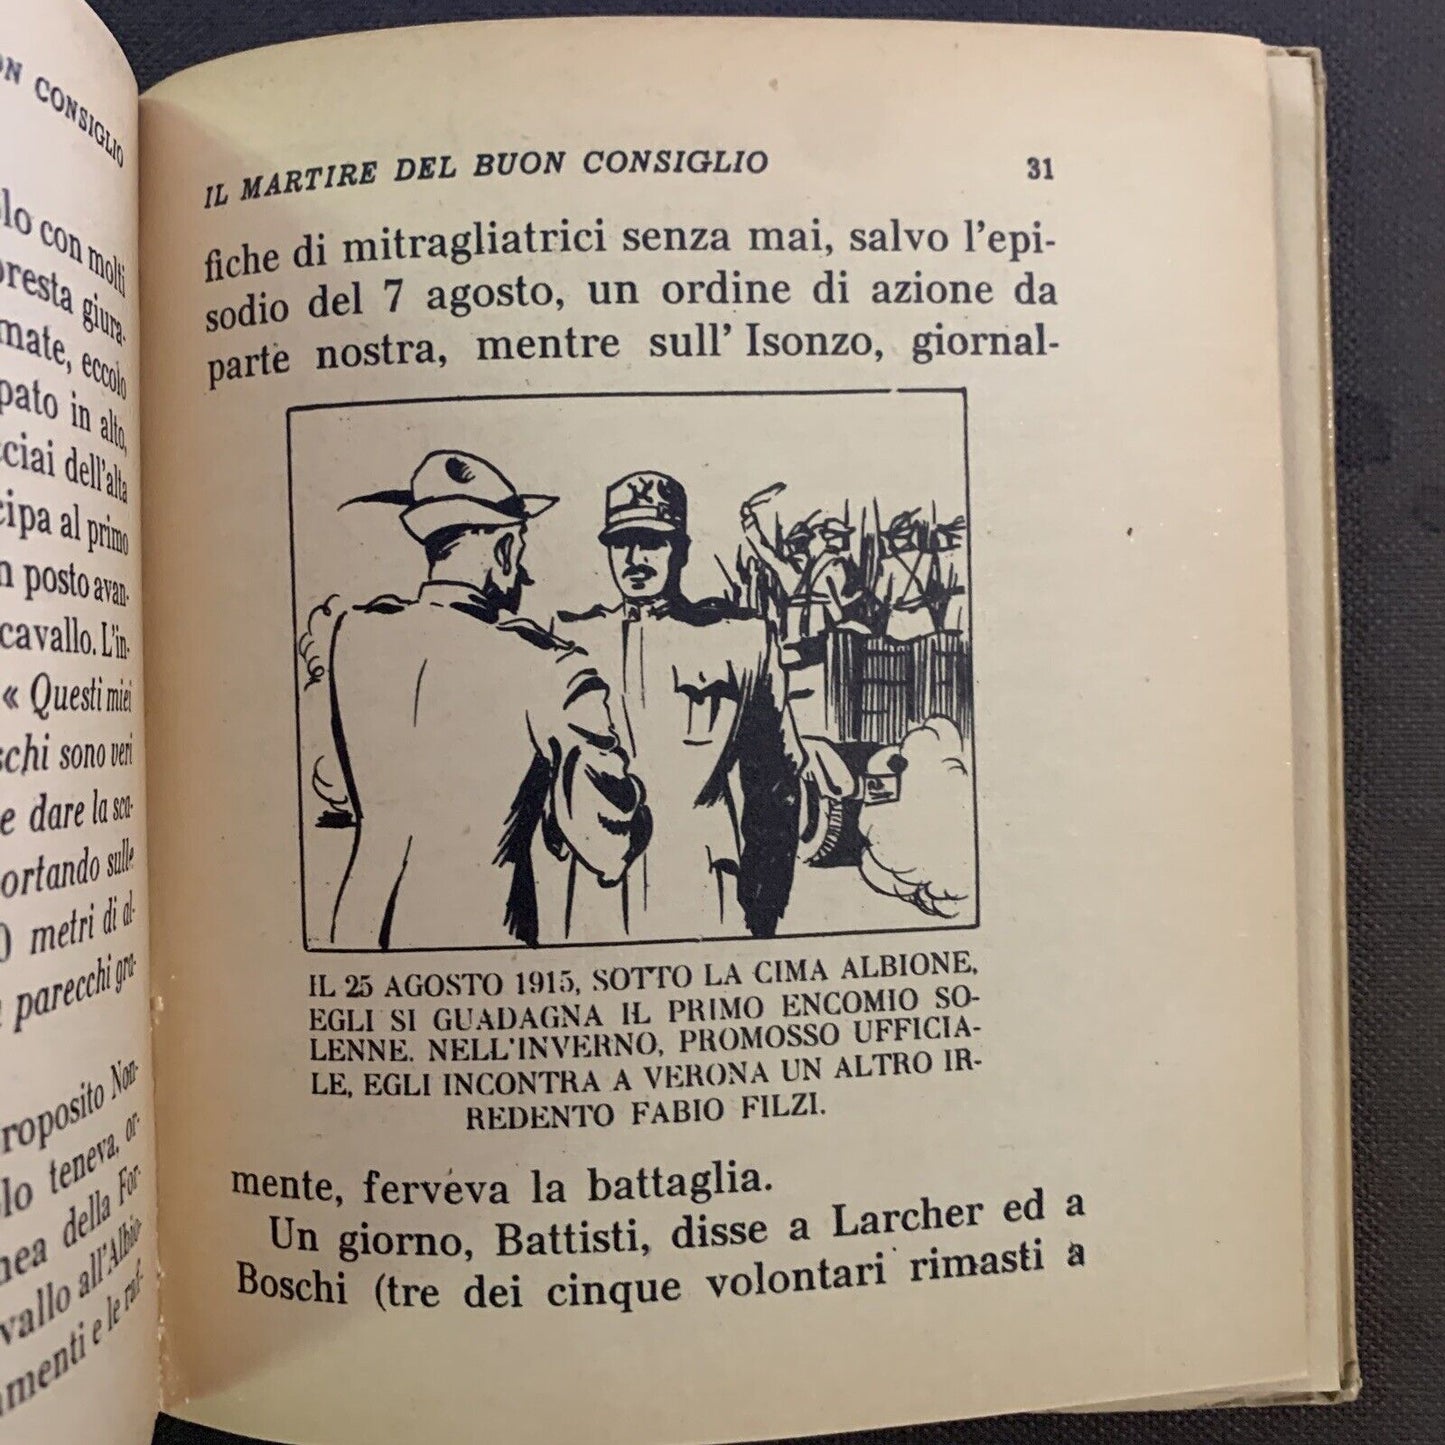 ON CONSIGLIO
lo con molti
presta giura-
mate, eccolo
pato in alto,
cciai dell'alta
cipa al primo
n posto avan-
cavallo. L'in-
« Questi miei
schi sono veri
e dare la sca-
ortando sulle
0 metri di al-
parecchi gra-
roposito Non-
lo teneva, or-
nea della For-
vallo all'Albio-
menti e le raf-
IL MARTIRE DEL BUON CONSIGLIO 31
fiche di mitragliatrici senza mai, salvo l'epi-
sodio del 7 agosto, un ordine di azione da
parte nostra, mentre sull' Isonzo, giornal-
IL 25 AGOSTO 1915, SOTTO LA CIMA ALBIONE,
EGLI SI GUADAGNA IL PRIMO ENCOMIO SO-
LENNE. NELL'INVERNO, PROMOSSO UFFICIA-
LE, EGLI INCONTRA A VERONA UN ALTRO IR-
REDENTO FABIO FILZI.
mente, ferveva la battaglia.
Un giorno, Battisti, disse a Larcher ed a
Boschi (tre dei cinque volontari rimasti a